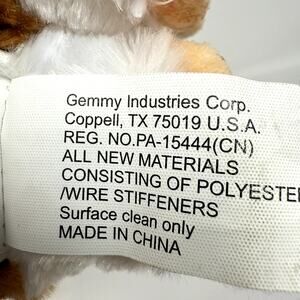 Gemmy Industries Corp.
Coppell, TX 75019 U.S.A.
REG. NO.PA-15444(CN)
ALL NEW MATERIALS
CONSISTING OF POLYESTER
/WIRE STIFFENERS
Surface clean only
MADE IN CHINA